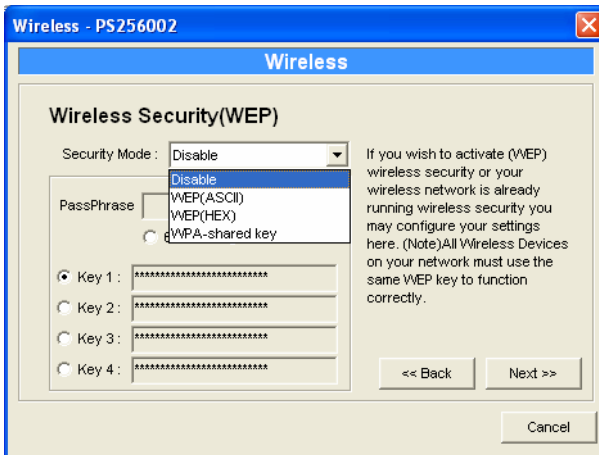 Wireless - PS256002
Wireless
Wireless Security(WEP)
Security Mode : Disable
Disable
WEP(ASCII)
WEP(HEX)
WPA-shared key
PassPhrase
Key 1 : **************************
Key 2 : **************************
Key 3 : **************************
Key 4 : **************************
If you wish to activate (WEP)
wireless security or your
wireless network is already
running wireless security you
may configure your settings
here. (Note)All Wireless Devices
on your network must use the
same WEP key to function
correctly.
<< Back
Next >>
Cancel